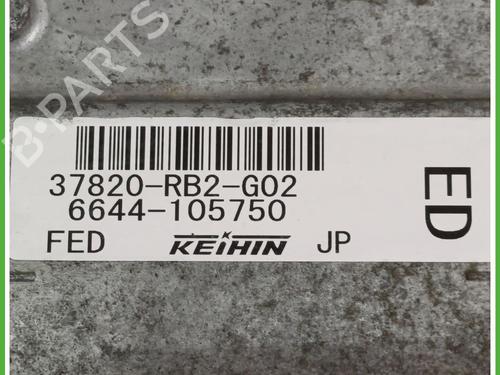 B-PARTS
37820-RB2-G02
6644-105750
FED KEIHIN JP
ED